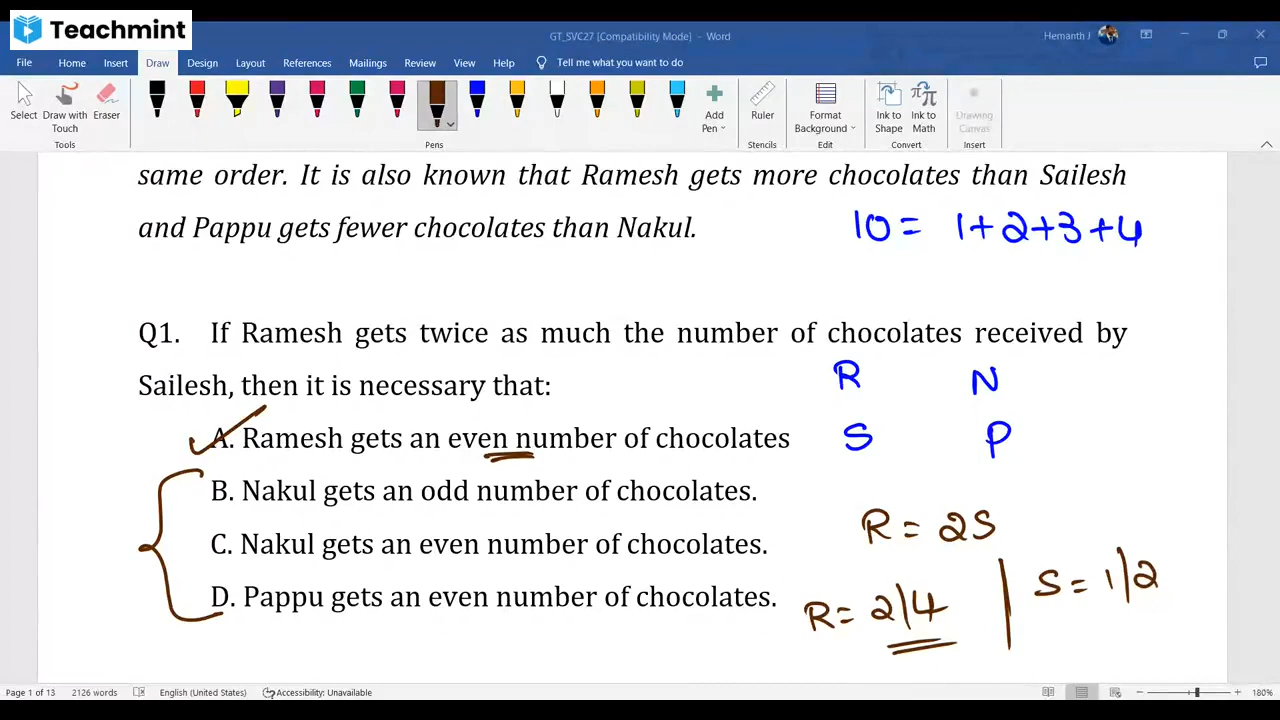 Teachmint
GT_SVC27 [Compatibility Mode] - Word
Hemanth J
File Home Insert Draw Design Layout References Mailings Review View Help Tell me what you want to do
Select Draw with Touch Eraser Add Pen Ruler Format Background Ink to Shape Ink to Math Drawing Canvas
Tools Pens Stencils Edit Convert Insert
same order. It is also known that Ramesh gets more chocolates than Sailesh
and Pappu gets fewer chocolates than Nakul.
10 = 1+2+3+4
Q1. If Ramesh gets twice as much the number of chocolates received by
Sailesh, then it is necessary that:
R N
A. Ramesh gets an even number of chocolates
S P
B. Nakul gets an odd number of chocolates.
R = 2S
C. Nakul gets an even number of chocolates.
D. Pappu gets an even number of chocolates.
R = 2/4 | S = 1/2
Page 1 of 13 2126 words English (United States) Accessibility: Unavailable 180%